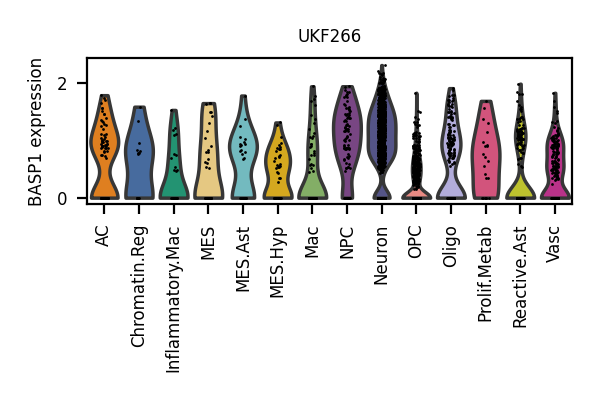 UKF266
BASP1 expression
2
0
AC
Chromatin.Reg
Inflammatory.Mac
MES
MES.Ast
MES.Hyp
Mac
NPC
Neuron
OPC
Oligo
Prolif.Metab
Reactive.Ast
Vasc